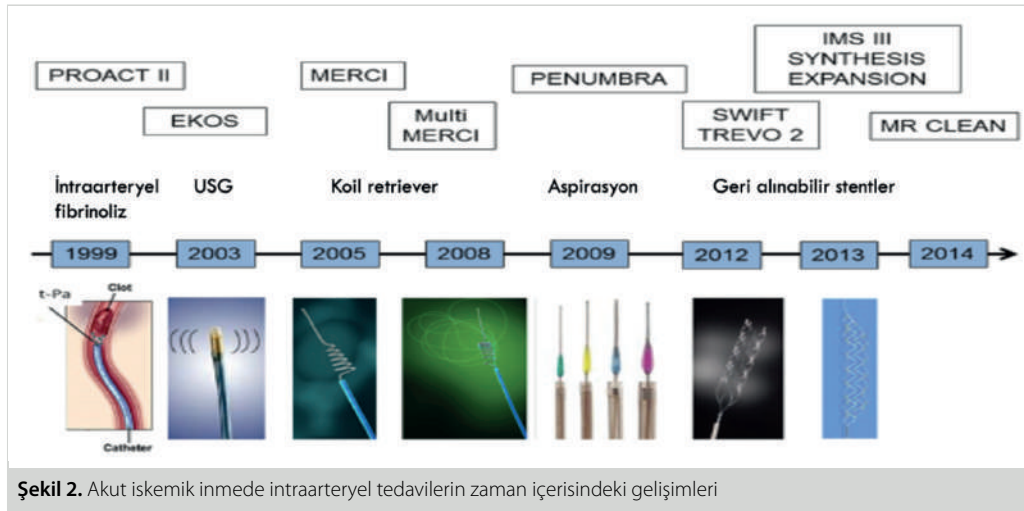 PROACT II
EKOS
MERCI
Multi
MERCI
PENUMBRA
SWIFT
TREVO 2
IMS III
SYNTHESIS
EXPANSION
MR CLEAN
İntraarteryel
fibrinoliz
USG
Koil retriever
Aspirasyon
Geri alınabilir stentler
1999
2003
2005
2008
2009
2012
2013
2014
t-Pa
Clot
Catheter
Şekil 2. Akut iskemik inmede intraarteryel tedavilerin zaman içerisindeki gelişimleri